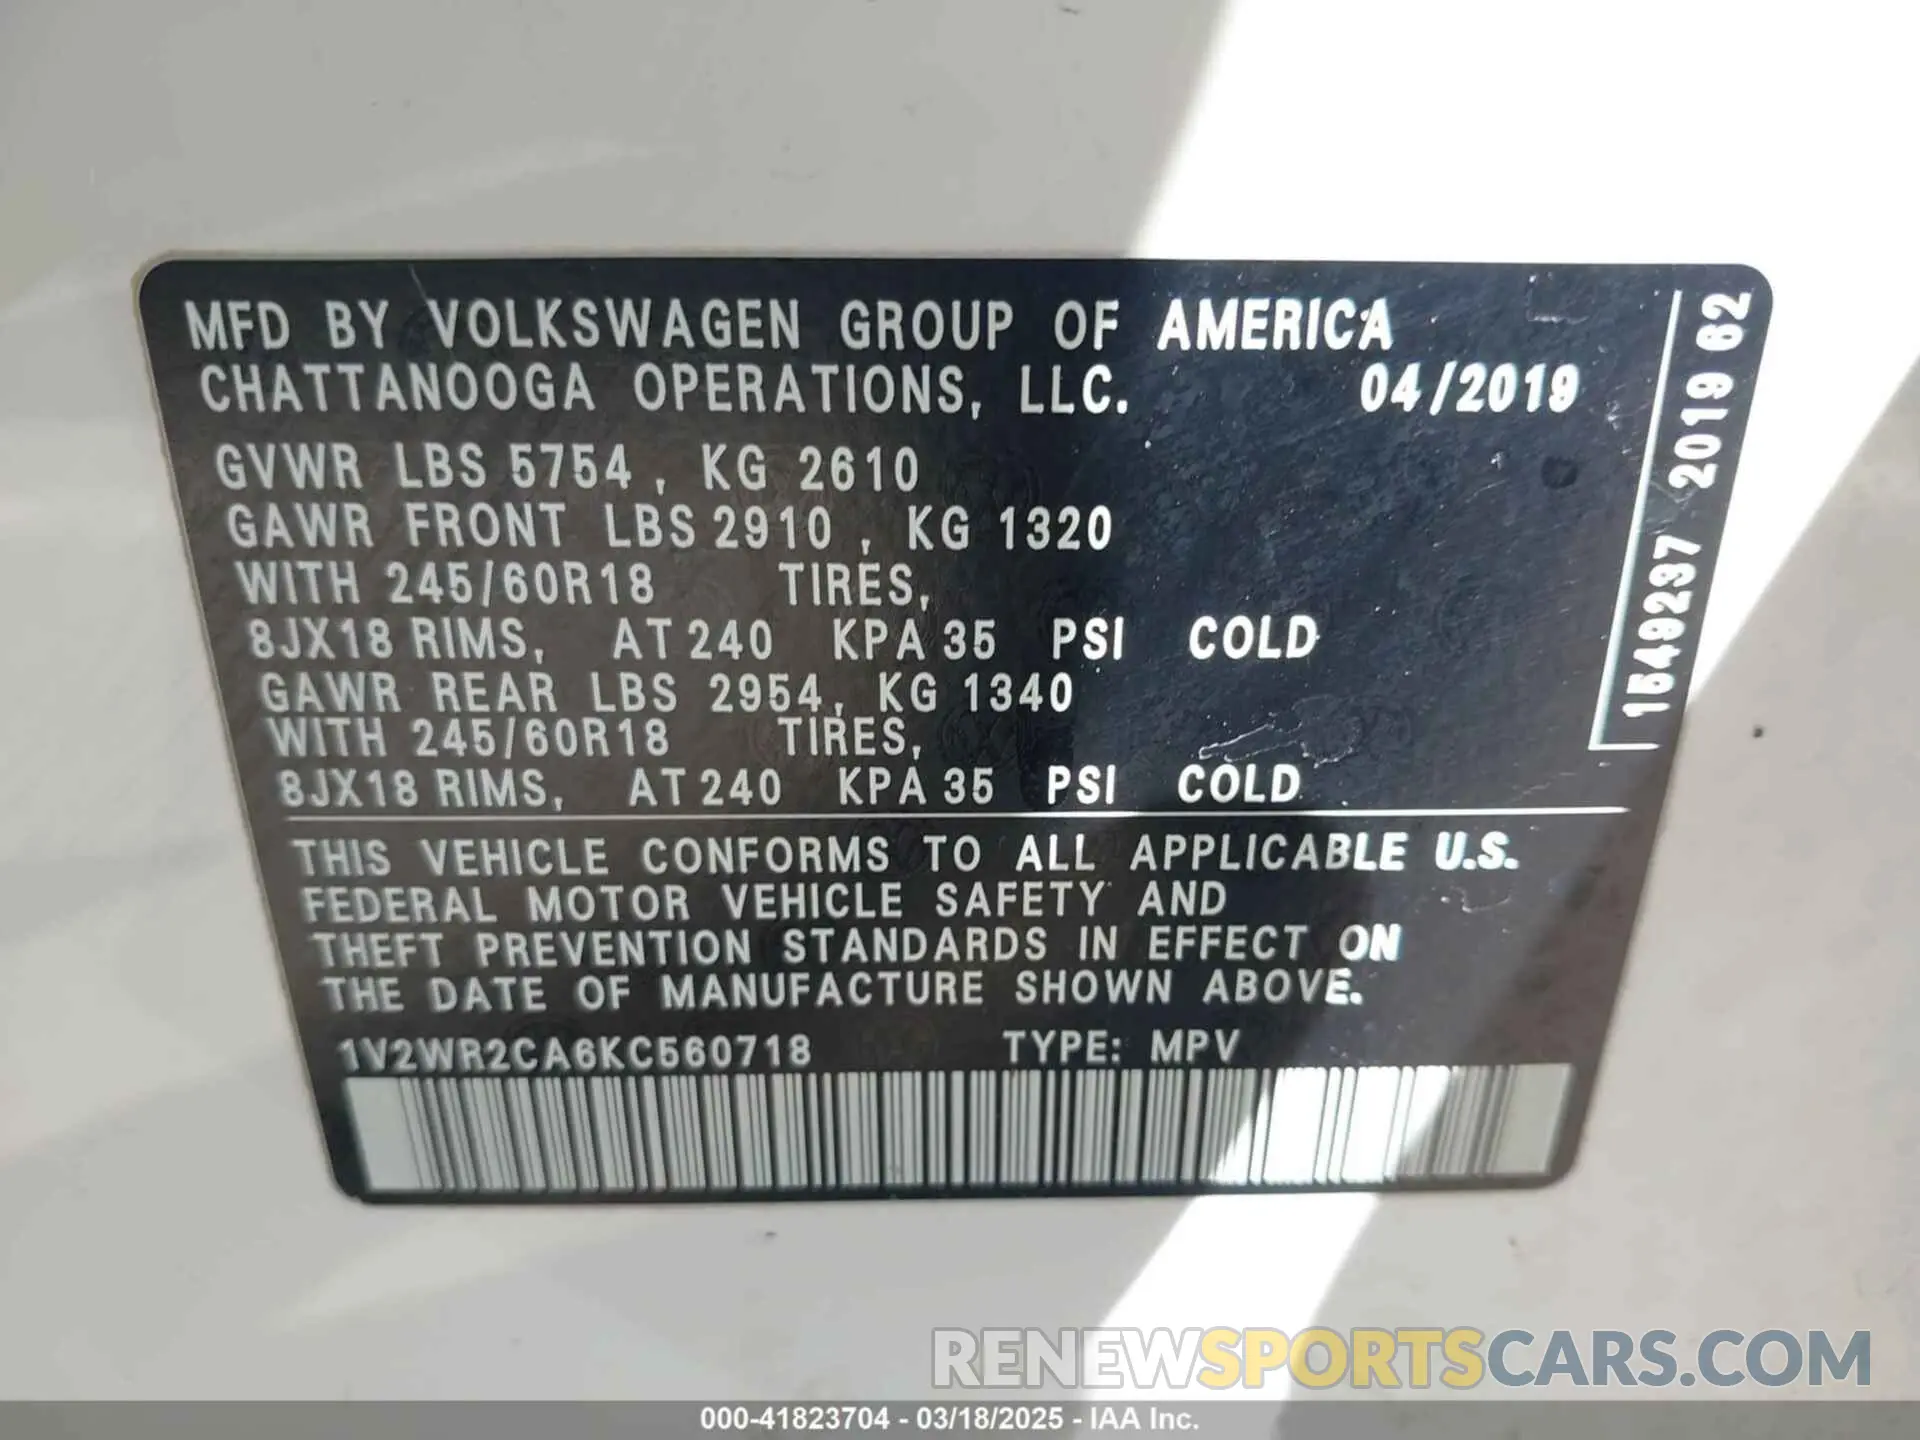 MFD BY VOLKSWAGEN GROUP OF AMERICA
CHATTANOOGA OPERATIONS, LLC. 04/2019
GVWR LBS 5754 , KG 2610
GAWR FRONT LBS 2910 , KG 1320
WITH 245/60R18 TIRES,
8JX18 RIMS, AT 240 KPA 35 PSI COLD
GAWR REAR LBS 2954, KG 1340
WITH 245/60R18 TIRES,
8JX18 RIMS, AT 240 KPA 35 PSI COLD
THIS VEHICLE CONFORMS TO ALL APPLICABLE U.S.
FEDERAL MOTOR VEHICLE SAFETY AND
THEFT PREVENTION STANDARDS IN EFFECT ON
THE DATE OF MANUFACTURE SHOWN ABOVE.
1V2WR2CA6KC560718 TYPE: MPV
1549297 2019 62
RENEWSPORTSCARS.COM
000-41823704 - 03/18/2025 - IAA Inc.